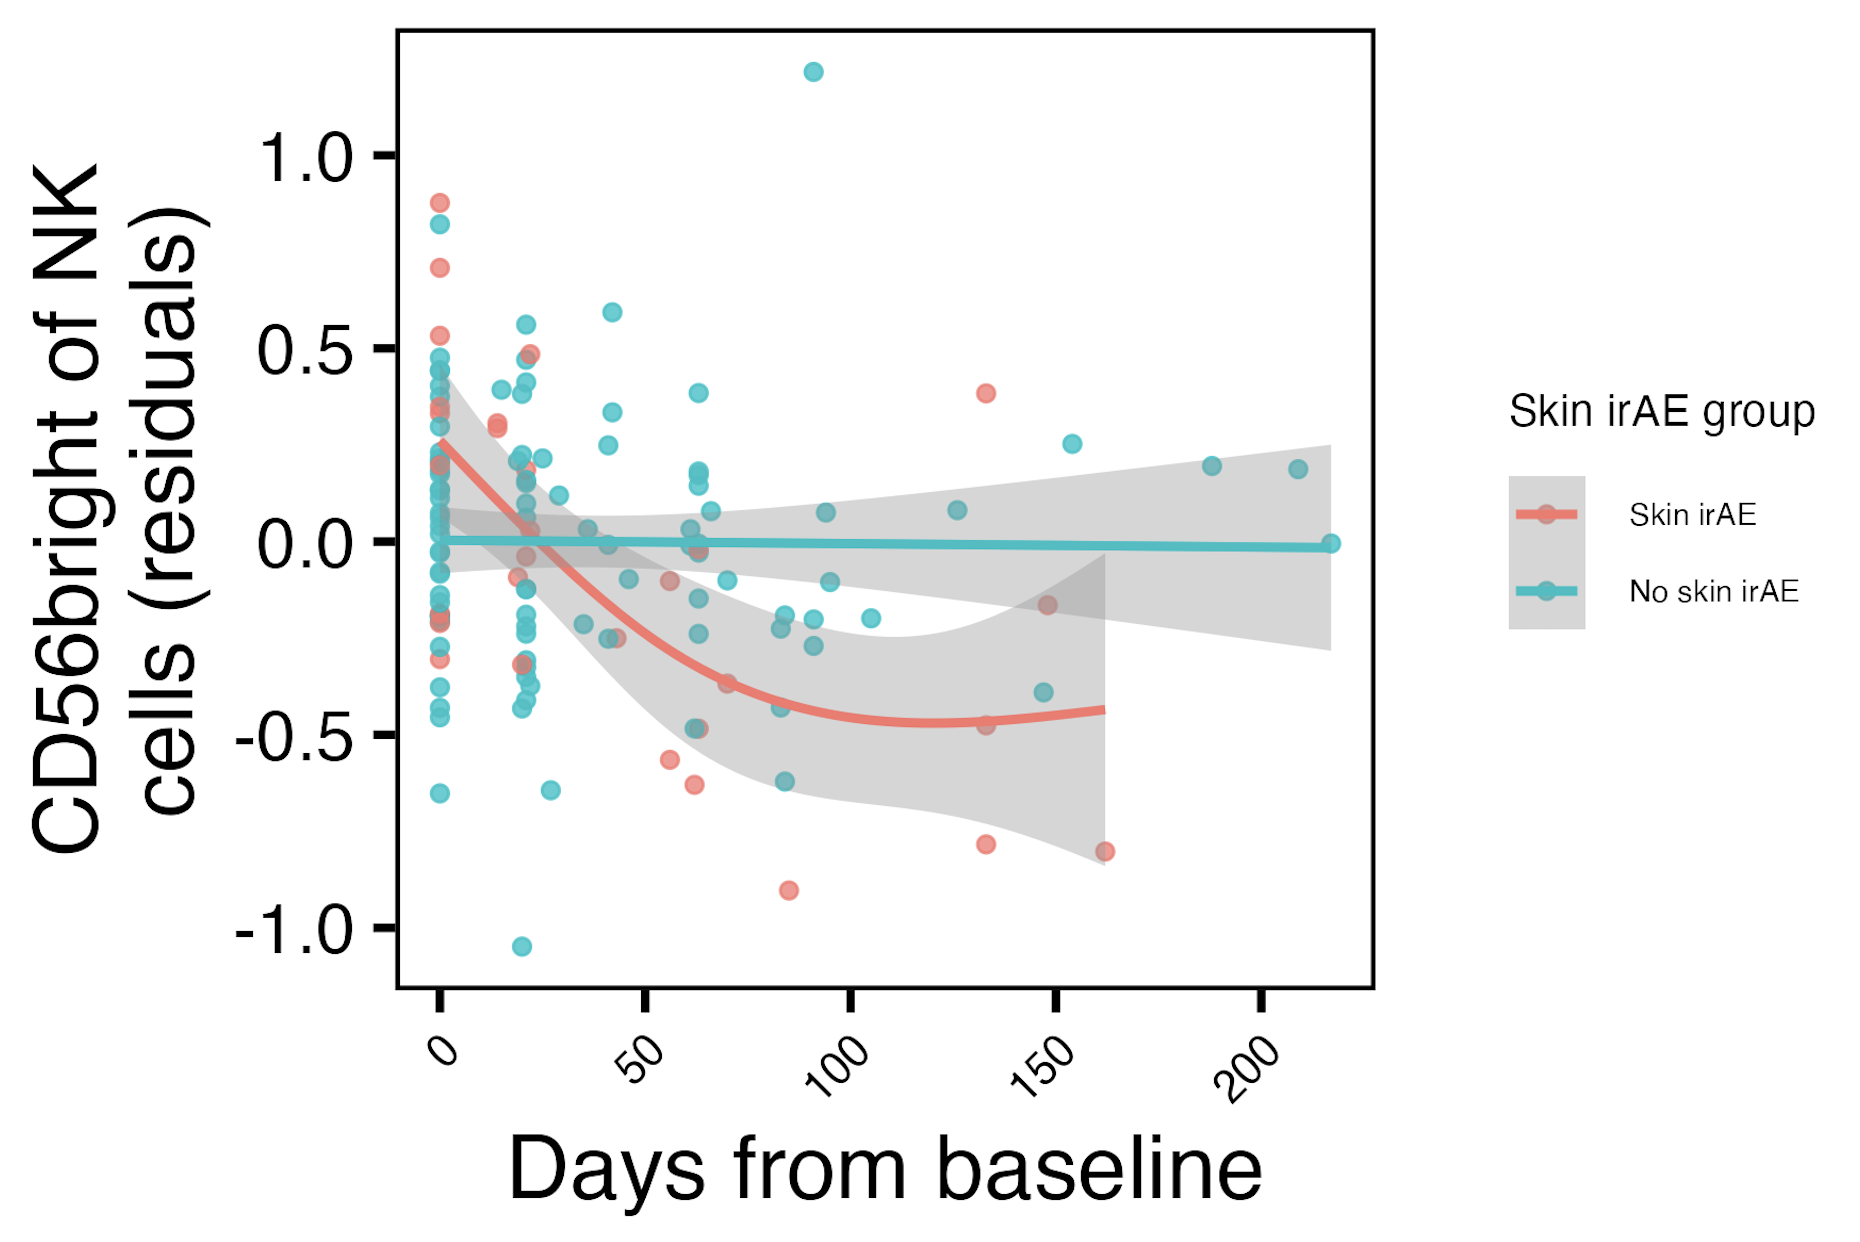 CD56bright of NK
cells (residuals)
1.0
0.5
0.0
-0.5
-1.0
0
50
100
150
200
Days from baseline
Skin irAE group
Skin irAE
No skin irAE